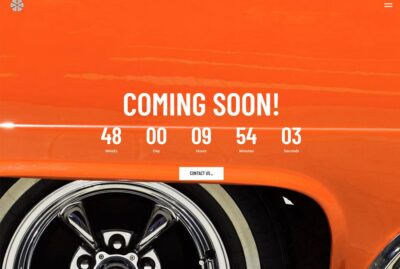 COMING SOON!
48 00 09 54 03
Weeks Day Hours Minutes Seconds
CONTACT US...